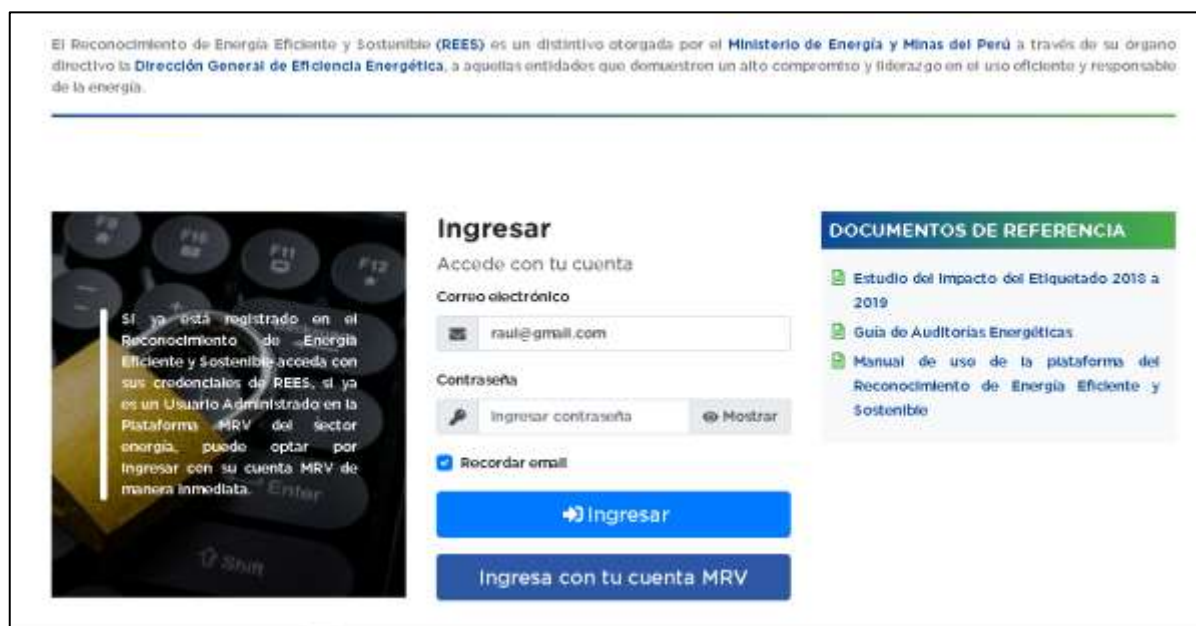 El Reconocimiento de Energía Eficiente y Sostenible (REES) es un distintivo otorgada por el Ministerio de Energía y Minas del Perú a través de su órgano
directivo la Dirección General de Eficiencia Energética, a aquellas entidades que demuestren un alto compromiso y liderazgo en el uso eficiente y responsable
de la energía.
F9
F10
F11
F12
Si ya está registrado en el
Reconocimiento de Energía
Eficiente y Sostenible acceda con
sus credenciales de REES, si ya
es un Usuario Administrado en la
Plataforma MRV del sector
energía, puede optar por
Ingresar con su cuenta MRV de
manera inmediata.
Enter
Shift
Ingresar
Accede con tu cuenta
Correo electrónico
raul@gmail.com
Contraseña
Ingresar contraseña
Mostrar
Recordar email
Ingresar
Ingresa con tu cuenta MRV
DOCUMENTOS DE REFERENCIA
Estudio del Impacto del Etiquetado 2018 a
2019
Guía de Auditorías Energéticas
Manual de uso de la plataforma del
Reconocimiento de Energía Eficiente y
Sostenible